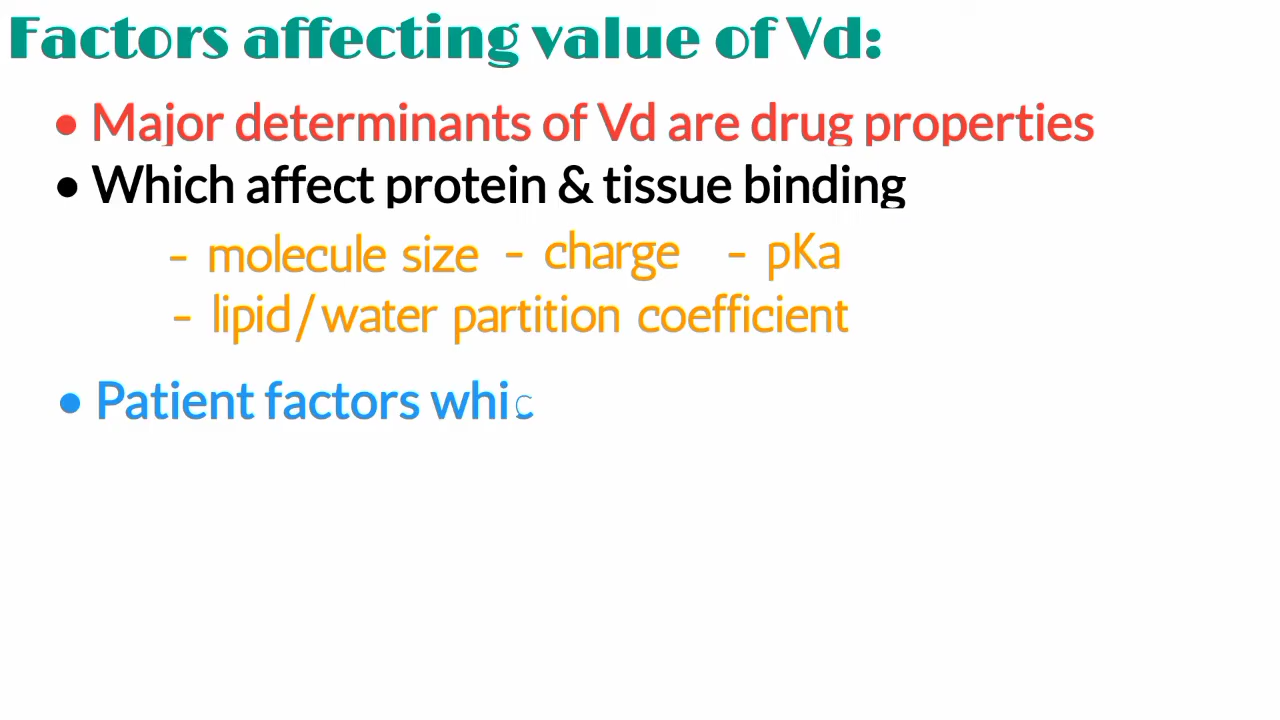 Factors affecting value of Vd:
• Major determinants of Vd are drug properties
• Which affect protein & tissue binding
- molecule size - charge - pKa
- lipid/water partition coefficient
• Patient factors whic